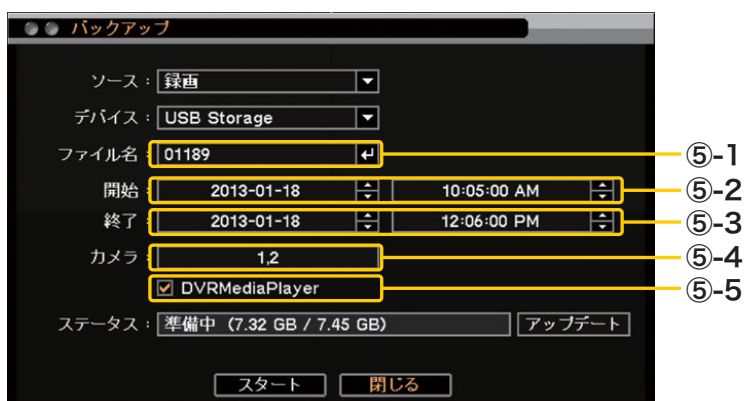 バックアップ
ソース : 録画
デバイス : USB Storage
ファイル名 : 01189 ⑤-1
開始 : 2013-01-18 10:05:00 AM ⑤-2
終了 : 2013-01-18 12:06:00 PM ⑤-3
カメラ : 1,2 ⑤-4
DVRMediaPlayer ⑤-5
ステータス : 準備中 (7.32 GB / 7.45 GB) アップデート
スタート 閉じる